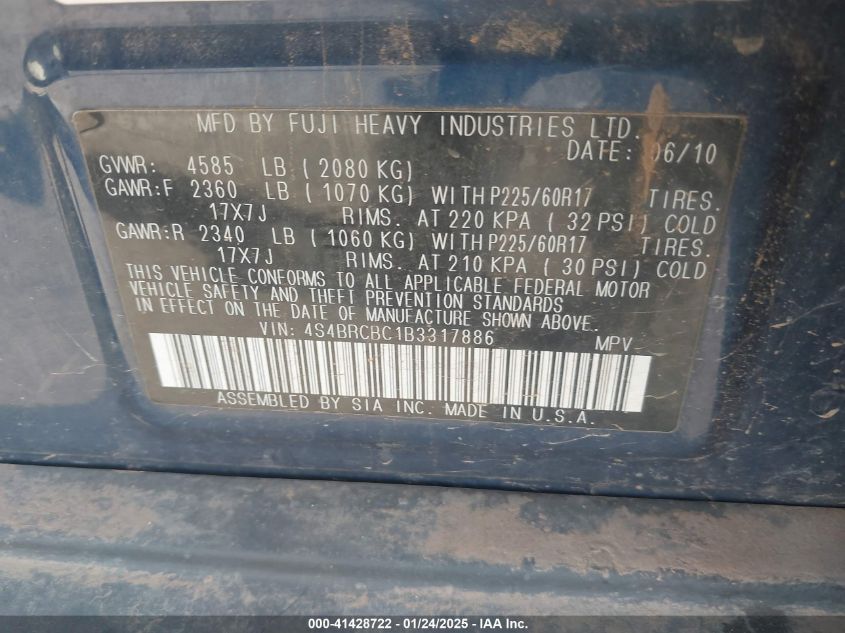 MFD BY FUJI HEAVY INDUSTRIES LTD.
DATE: 06/10
GVWR: 4585 LB ( 2080 KG)
GAWR:F 2360 LB ( 1070 KG) WITH P225/60R17 TIRES.
17X7J RIMS. AT 220 KPA ( 32 PSI) COLD
GAWR:R 2340 LB ( 1060 KG) WITH P225/60R17 TIRES.
17X7J RIMS. AT 210 KPA ( 30 PSI) COLD
THIS VEHICLE CONFORMS TO ALL APPLICABLE FEDERAL MOTOR
VEHICLE SAFETY AND THEFT PREVENTION STANDARDS
IN EFFECT ON THE DATE OF MANUFACTURE SHOWN ABOVE.
VIN: 4S4BRCBC1B3317886 MPV
ASSEMBLED BY SIA INC. MADE IN U.S.A.
000-41428722 — 01/24/2025 — IAAI, Inc.